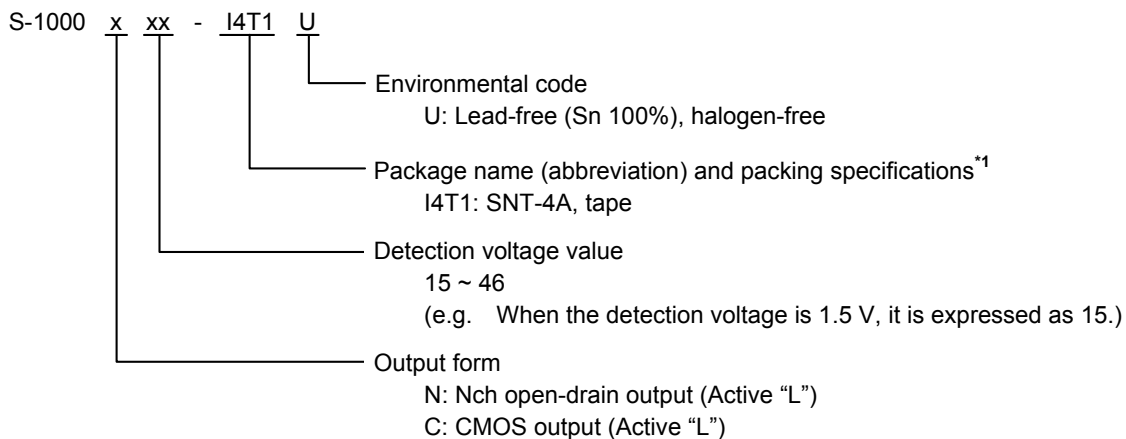 S-1000 x xx - I4T1 U
Environmental code
U: Lead-free (Sn 100%), halogen-free
Package name (abbreviation) and packing specifications*1
I4T1: SNT-4A, tape
Detection voltage value
15 ~ 46
(e.g. When the detection voltage is 1.5 V, it is expressed as 15.)
Output form
N: Nch open-drain output (Active “L”)
C: CMOS output (Active “L”)